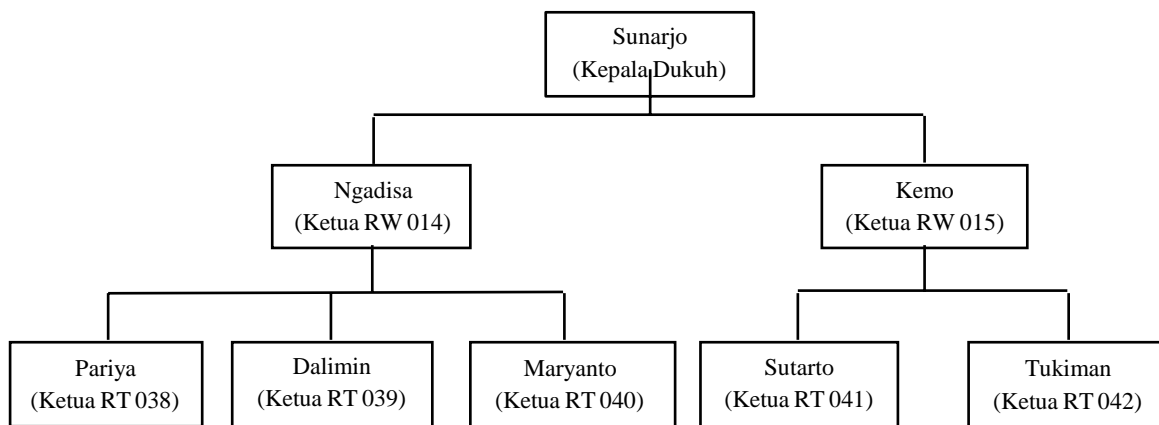 Sunarjo
(Kepala Dukuh)
Ngadisa
(Ketua RW 014)
Kemo
(Ketua RW 015)
Pariya
(Ketua RT 038)
Dalimin
(Ketua RT 039)
Maryanto
(Ketua RT 040)
Sutarto
(Ketua RT 041)
Tukiman
(Ketua RT 042)